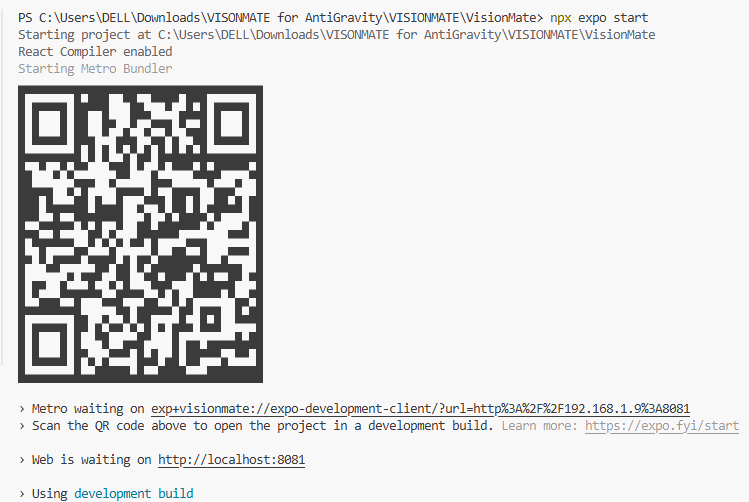 PS C:\Users\DELL\Downloads\VISONMATE for AntiGravity\VISIONMATE\VisionMate> npx expo start
Starting project at C:\Users\DELL\Downloads\VISONMATE for AntiGravity\VISIONMATE\VisionMate
React Compiler enabled
Starting Metro Bundler
› Metro waiting on exp+visionmate://expo-development-client/?url=http%3A%2F%2F192.168.1.9%3A8081
› Scan the QR code above to open the project in a development build. Learn more: https://expo.fyi/start
› Web is waiting on http://localhost:8081
› Using development build